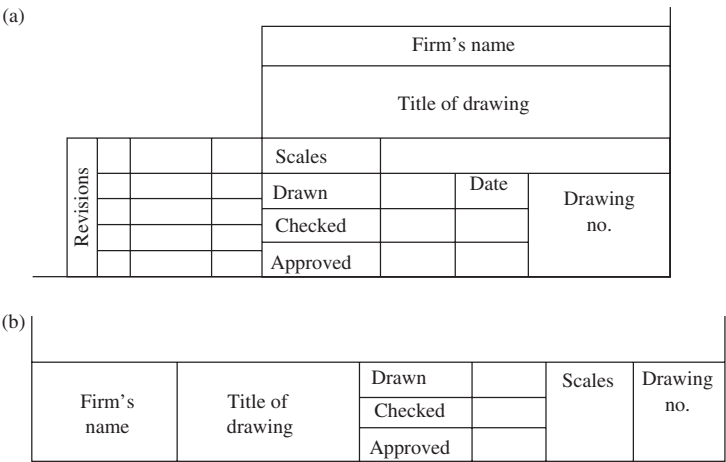 (a)
Firm's name
Title of drawing
Revisions
Scales
Drawn
Date
Drawing
no.
Checked
Approved
(b)
Firm's
name
Title of
drawing
Drawn
Checked
Approved
Scales
Drawing
no.